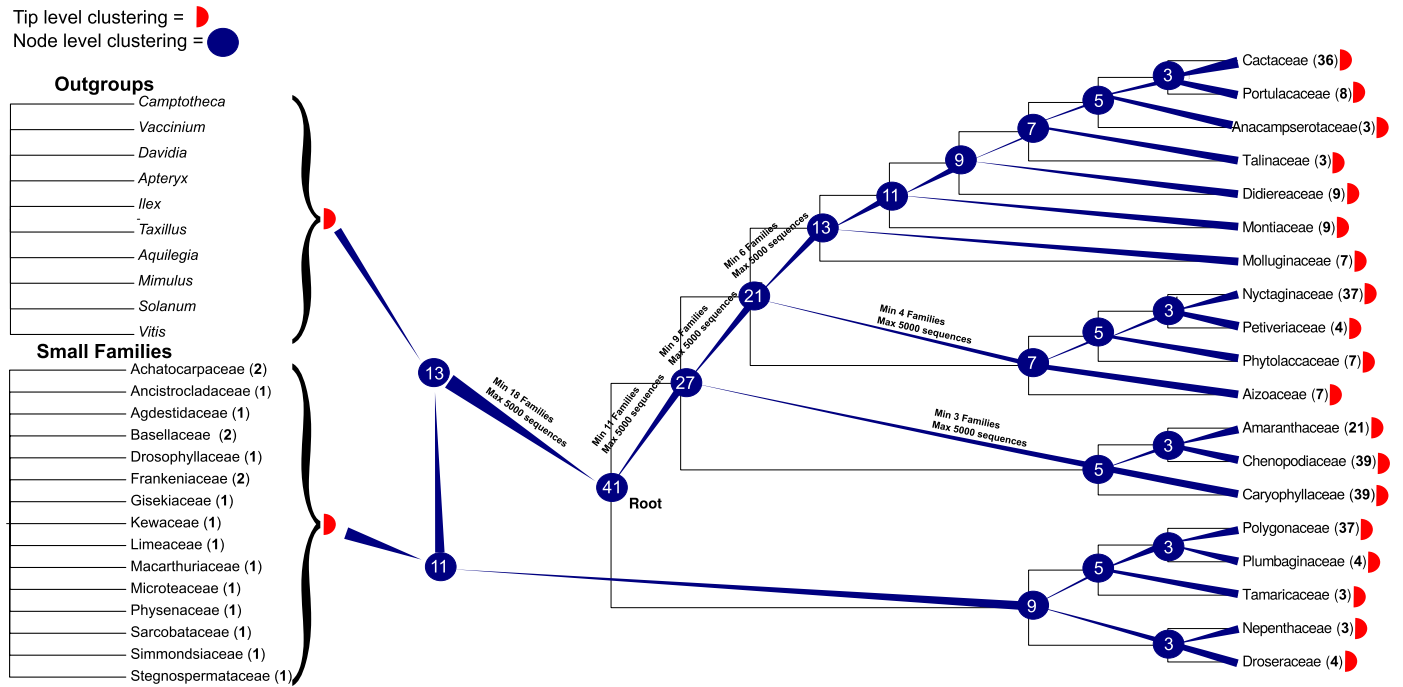 Tip level clustering =
Node level clustering =
Outgroups
Camptotheca
Vaccinium
Davidia
Apteryx
Ilex
Taxillus
Aquilegia
Mimulus
Solanum
Vitis
Small Families
Achatocarpaceae (2)
Ancistrocladaceae (1)
Agdestidaceae (1)
Basellaceae (2)
Drosophyllaceae (1)
Frankeniaceae (2)
Gisekiaceae (1)
Kewaceae (1)
Limeaceae (1)
Macarthuriaceae (1)
Microteaceae (1)
Physenaceae (1)
Sarcobataceae (1)
Simmondsiaceae (1)
Stegnospermataceae (1)
13
11
Min 18 Families
Max 5000 sequences
41
Root
Min 11 Families
Max 5000 sequences
27
Min 9 Families
Max 5000 sequences
21
Min 6 Families
Max 5000 sequences
13
11
9
7
5
3
Min 4 Families
Max 5000 sequences
7
5
3
Min 3 Families
Max 5000 sequences
5
3
9
5
3
3
Cactaceae (36)
Portulacaceae (8)
Anacampserotaceae(3)
Talinaceae (3)
Didiereaceae (9)
Montiaceae (9)
Molluginaceae (7)
Nyctaginaceae (37)
Petiveriaceae (4)
Phytolaccaceae (7)
Aizoaceae (7)
Amaranthaceae (21)
Chenopodiaceae (39)
Caryophyllaceae (39)
Polygonaceae (37)
Plumbaginaceae (4)
Tamaricaceae (3)
Nepenthaceae (3)
Droseraceae (4)